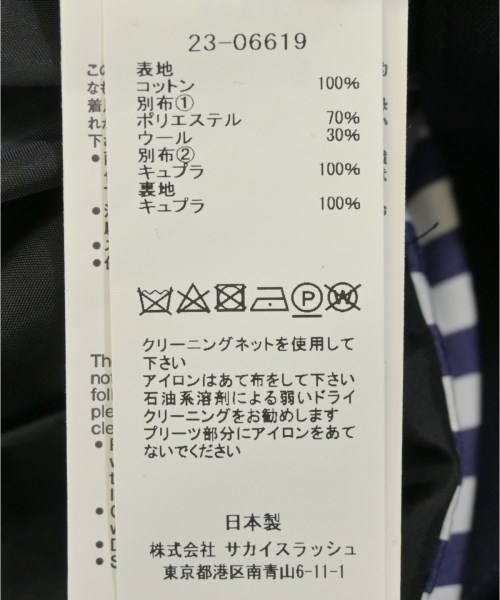 23-06619
表地
コットン 100%
別布①
ポリエステル 70%
ウール 30%
別布②
キュプラ 100%
裏地
キュプラ 100%
P W
クリーニングネットを使用して
下さい
アイロンはあて布をして下さい
石油系溶剤による弱いドライ
クリーニングをお勧めします
プリーツ部分にアイロンをあて
ないでください
日本製
株式会社 サカイスラッシュ
東京都港区南青山6-11-1